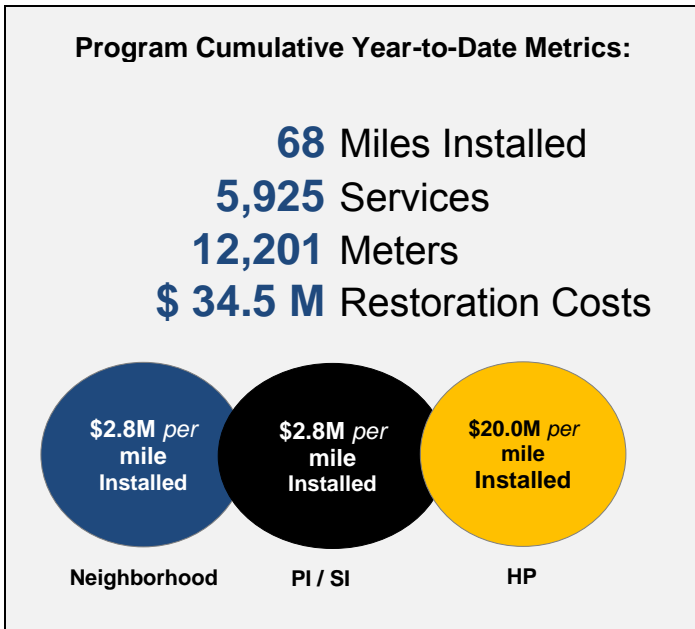 Program Cumulative Year-to-Date Metrics:
68 Miles Installed
5,925 Services
12,201 Meters
$ 34.5 M Restoration Costs
$2.8M per
mile
Installed
$2.8M per
mile
Installed
$20.0M per
mile
Installed
Neighborhood
PI / SI
HP